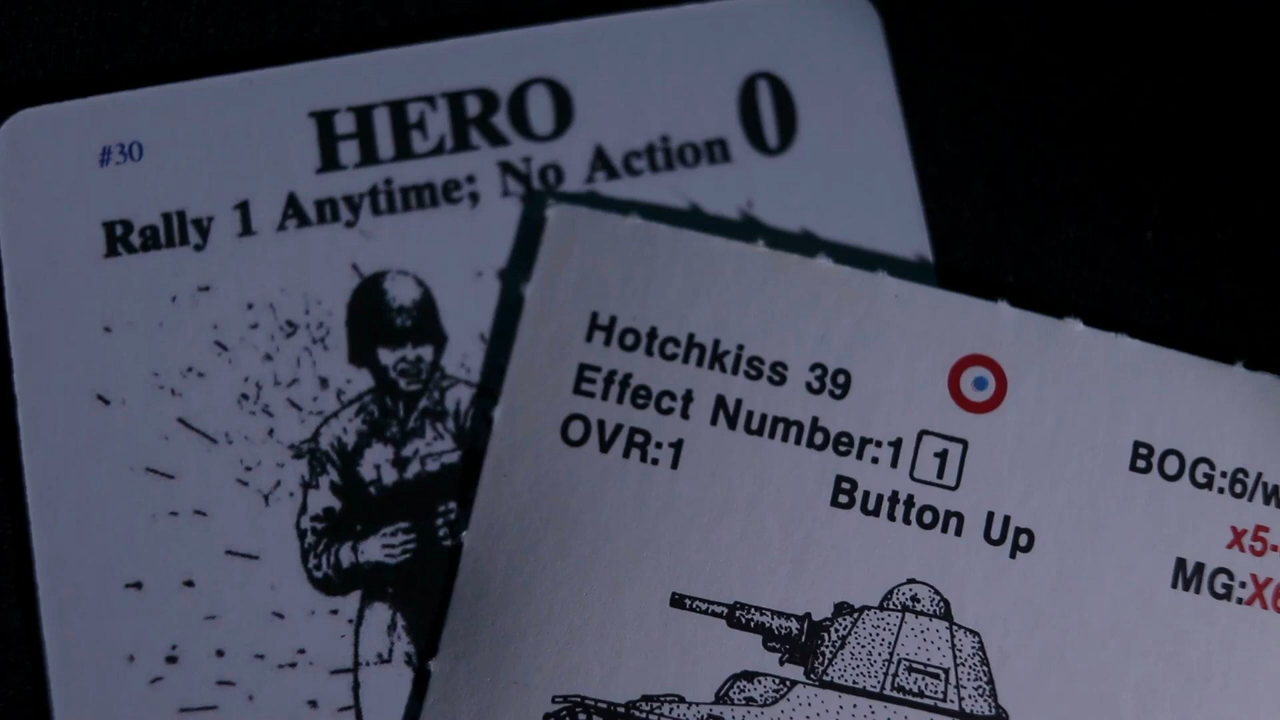 #30
HERO
0
Rally 1 Anytime; No Action
Hotchkiss 39
Effect Number:1 1
OVR:1
Button Up
BOG:6/w
x5-
MG:X6